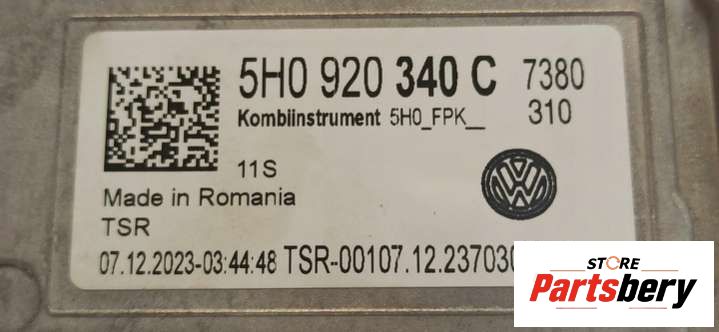 5H0 920 340 C 7380
Kombiinstrument 5H0_FPK__ 310
11S
Made in Romania
TSR
07.12.2023-03:44:48 TSR-00107.12.237030
STORE
Partsbery